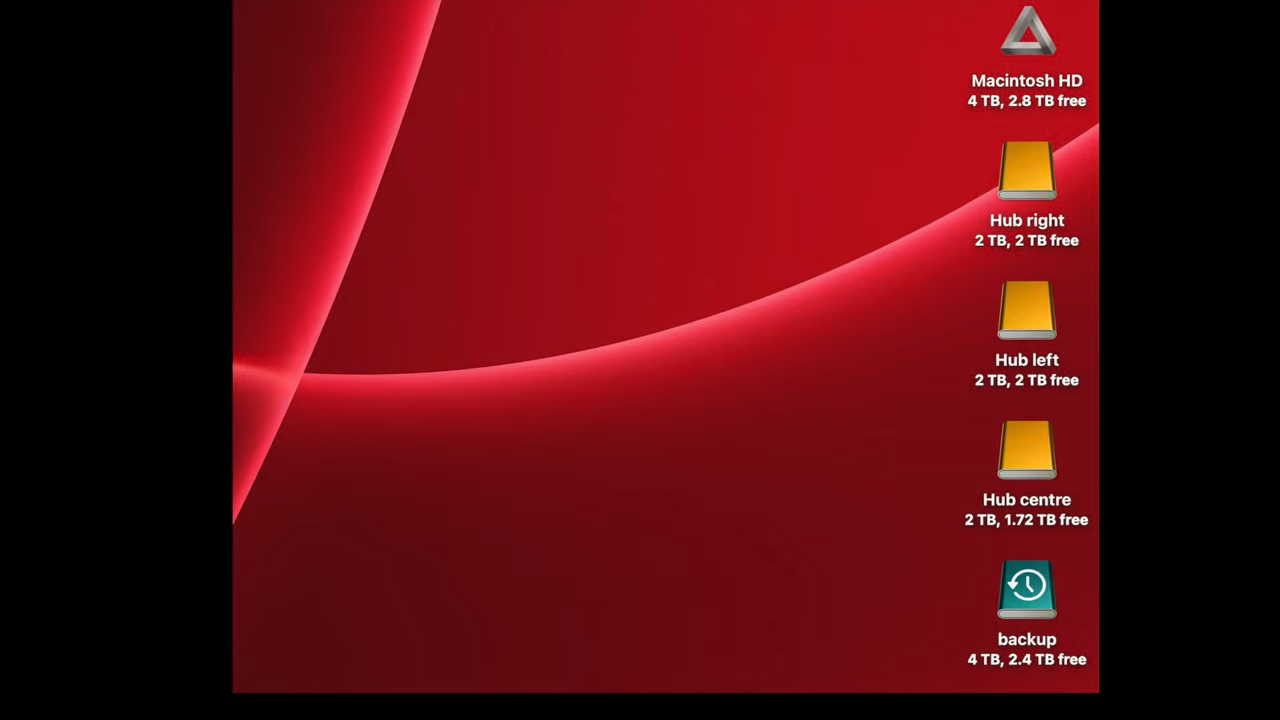 Macintosh HD
4 TB, 2.8 TB free
Hub right
2 TB, 2 TB free
Hub left
2 TB, 2 TB free
Hub centre
2 TB, 1.72 TB free
backup
4 TB, 2.4 TB free